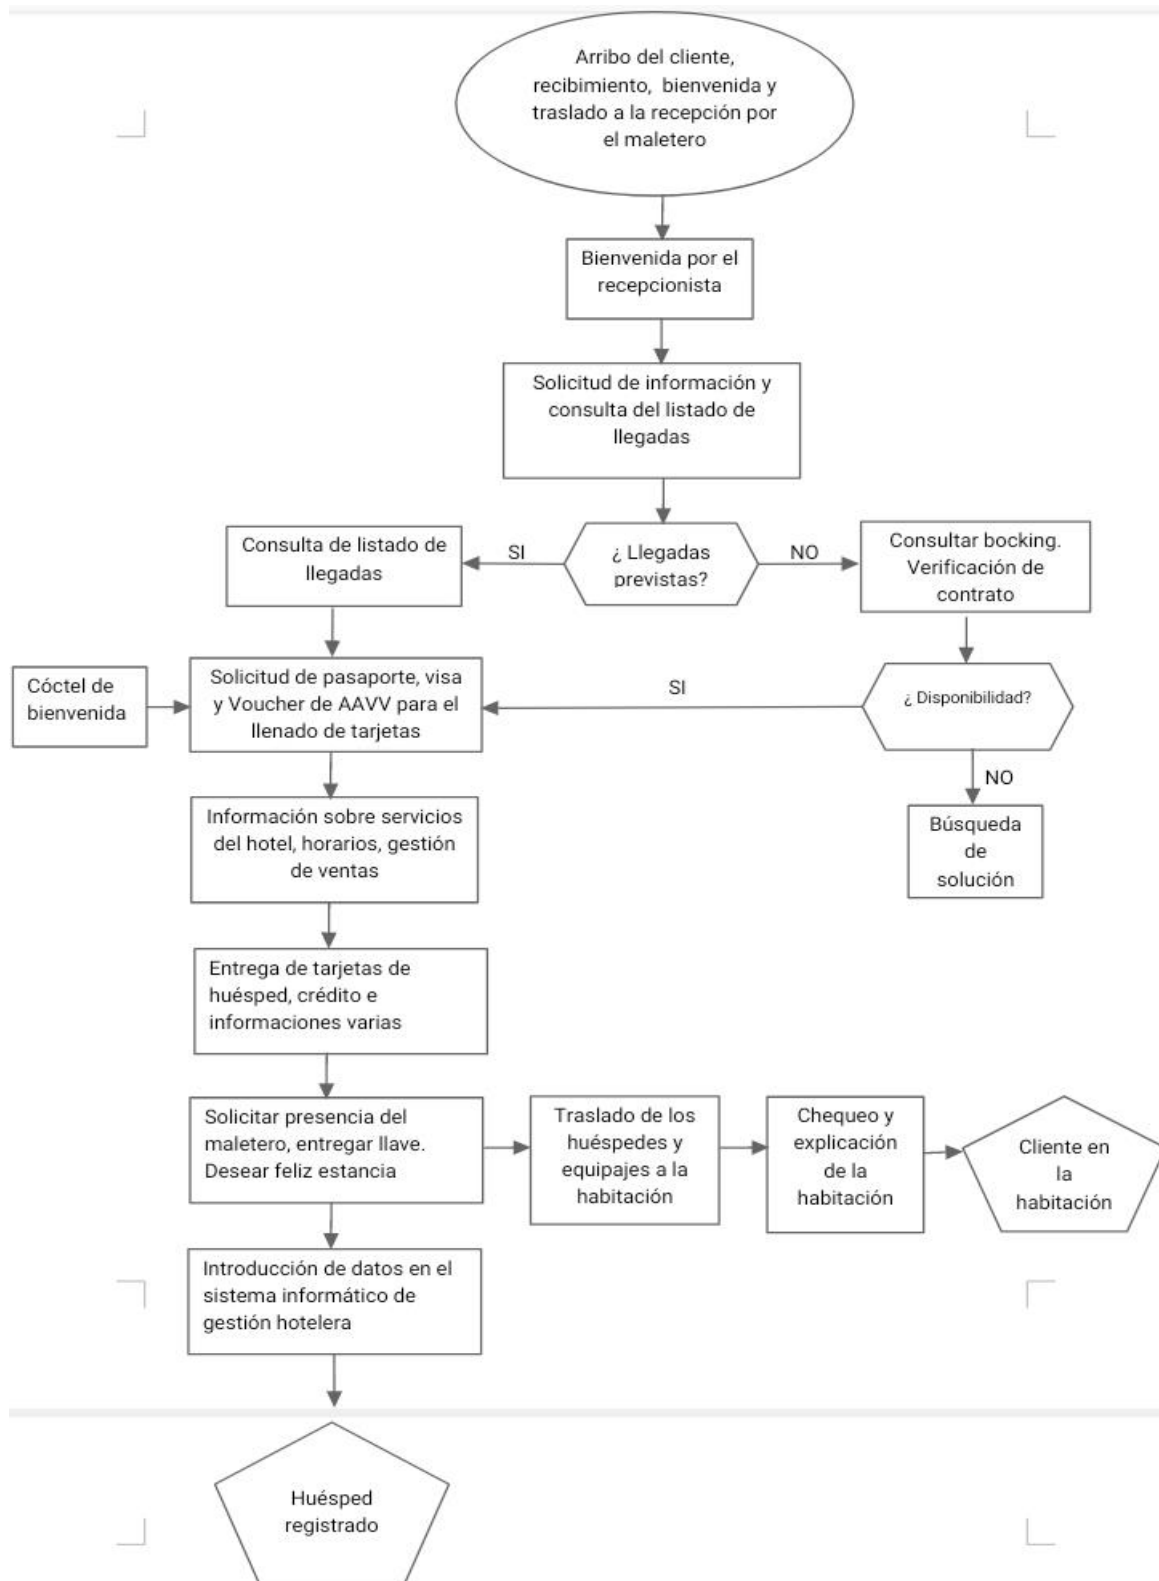 Arribo del cliente,
recibimiento, bienvenida y
traslado a la recepción por
el maletero
Bienvenida por el
recepcionista
Solicitud de información y
consulta del listado de
llegadas
¿ Llegadas
previstas?
SI
NO
Consulta de listado de
llegadas
Consultar bocking.
Verificación de
contrato
Cóctel de
bienvenida
Solicitud de pasaporte, visa
y Voucher de AAVV para el
llenado de tarjetas
SI
¿ Disponibilidad?
NO
Búsqueda
de
solución
Información sobre servicios
del hotel, horarios, gestión
de ventas
Entrega de tarjetas de
huésped, crédito e
informaciones varias
Solicitar presencia del
maletero, entregar llave.
Desear feliz estancia
Traslado de los
huéspedes y
equipajes a la
habitación
Chequeo y
explicación
de la
habitación
Cliente en
la
habitación
Introducción de datos en el
sistema informático de
gestión hotelera
Huésped
registrado